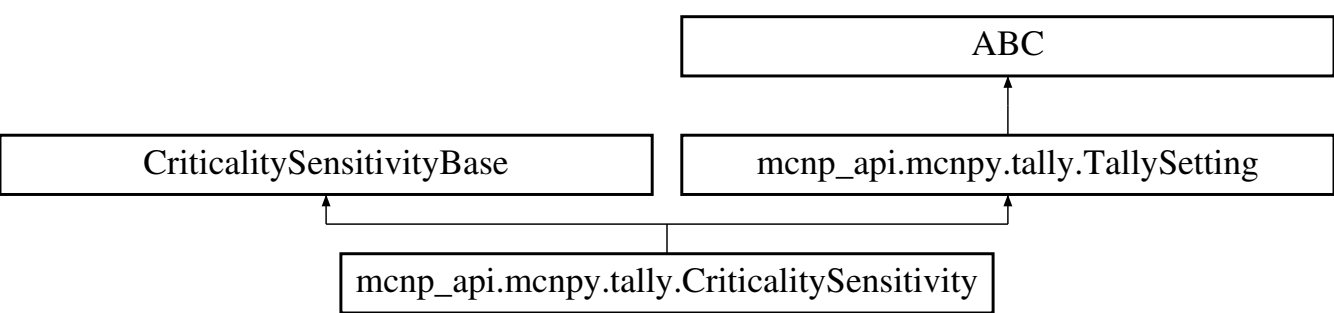 ABC
CriticalitySensitivityBase
mcnp_api.mcnpy.tally.TallySetting
mcnp_api.mcnpy.tally.CriticalitySensitivity